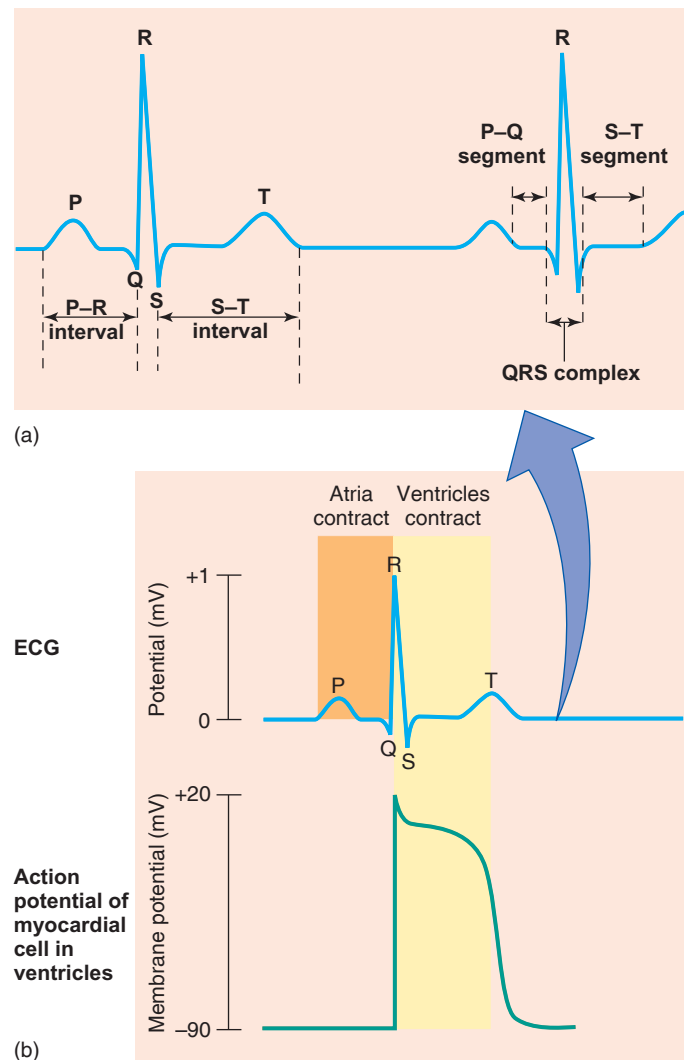 R
P
Q
S
T
P–R
interval
S–T
interval
P–Q
segment
R
S–T
segment
QRS complex
(a)
Atria
contract
Ventricles
contract
ECG
Potential (mV)
+1
0
P
Q
R
S
T
Action
potential of
myocardial
cell in
ventricles
Membrane potential (mV)
+20
–90
(b)